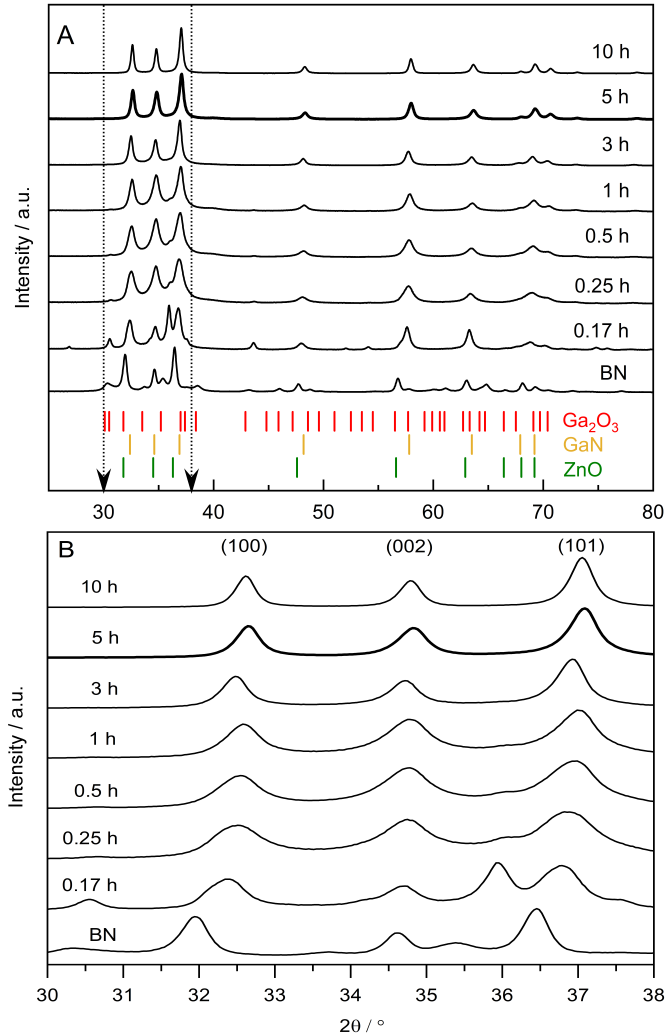 A
10 h
5 h
3 h
1 h
0.5 h
0.25 h
0.17 h
BN
Ga₂O₃
GaN
ZnO
Intensity / a.u.
30 40 50 60 70 80
B
(100) (002) (101)
10 h
5 h
3 h
1 h
0.5 h
0.25 h
0.17 h
BN
Intensity / a.u.
30 31 32 33 34 35 36 37 38
2θ / °